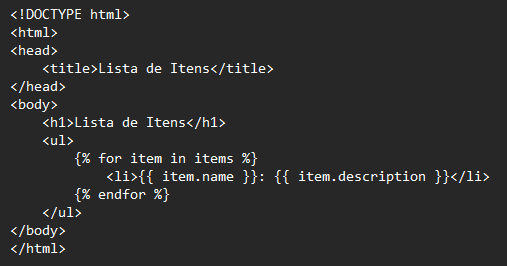 <!DOCTYPE html>
<html>
<head>
    <title>Lista de Itens</title>
</head>
<body>
    <h1>Lista de Itens</h1>
    <ul>
        {% for item in items %}
            <li>{{ item.name }}: {{ item.description }}</li>
        {% endfor %}
    </ul>
</body>
</html>